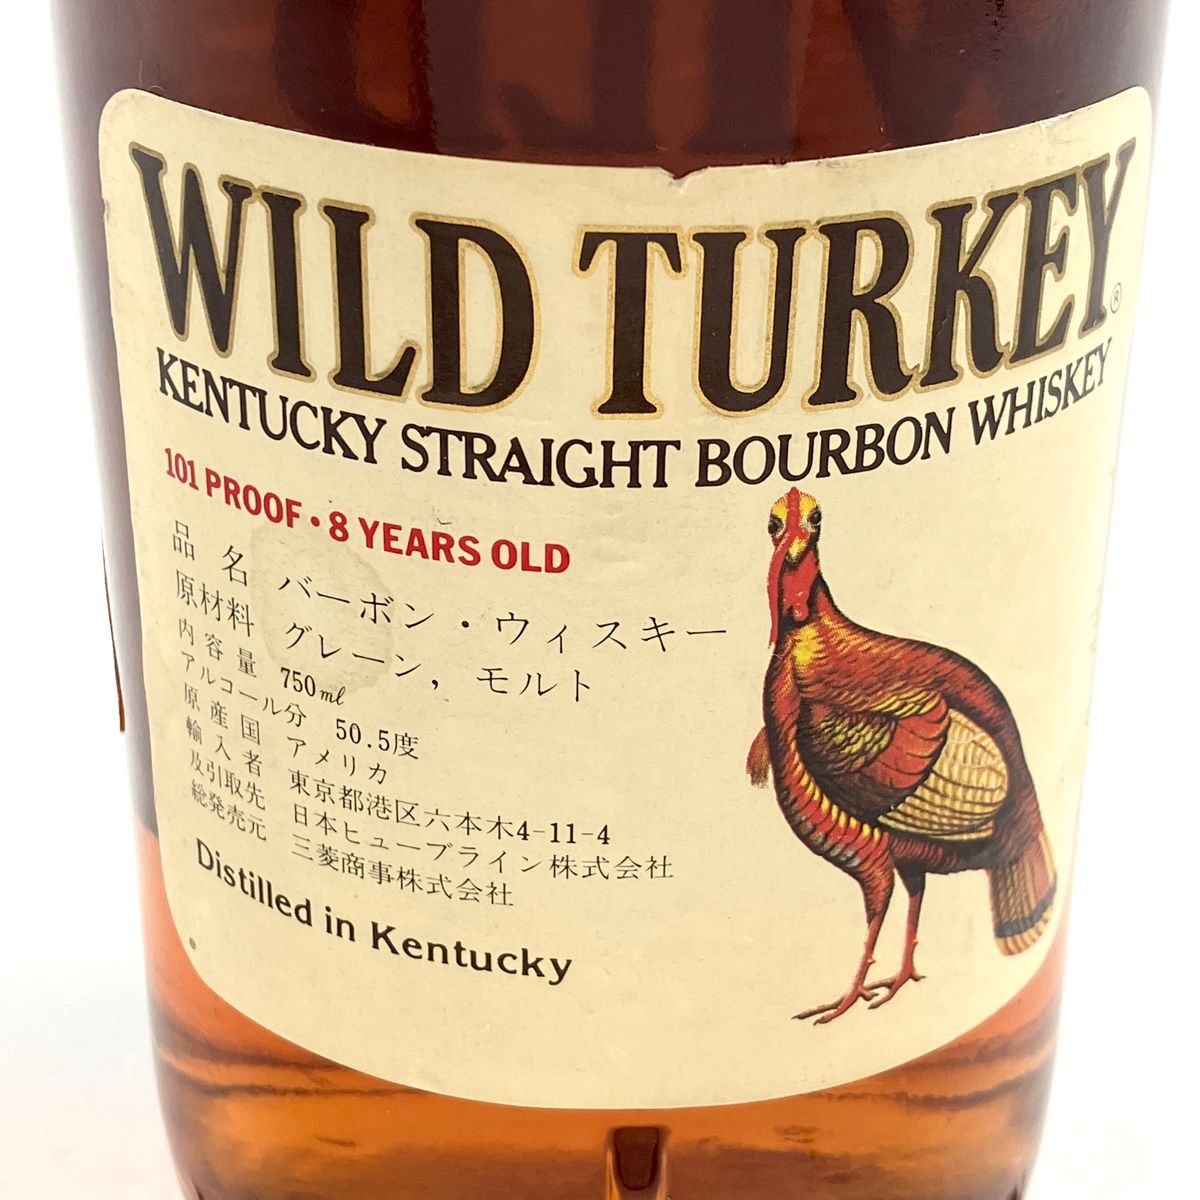 WILD TURKEY®
KENTUCKY STRAIGHT BOURBON WHISKEY
101 PROOF • 8 YEARS OLD
品名 バーボン・ウィスキー
原材料 グレーン, モルト
内容量 750ml
アルコール分 50.5度
原産国 アメリカ
輸入者 東京都港区六本木4-11-4
及引取先 日本ヒューブライン株式会社
総発売元 三菱商事株式会社
Distilled in Kentucky